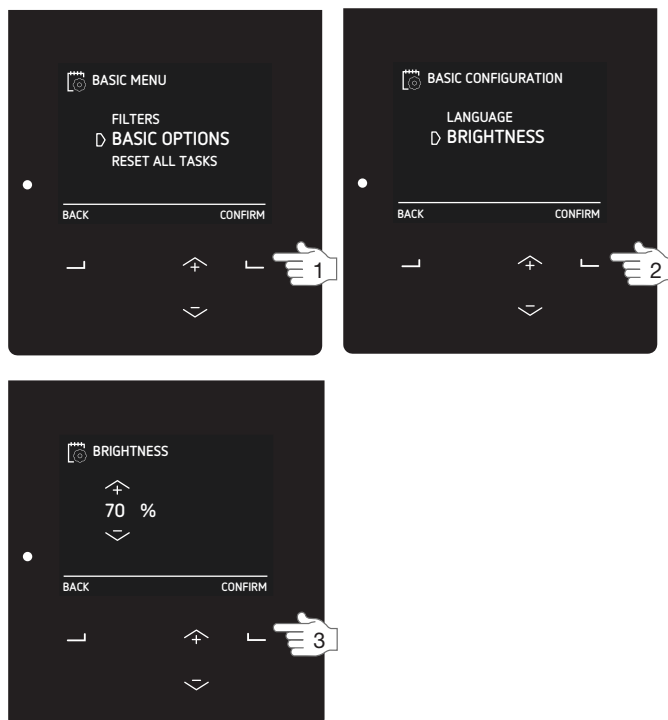 BASIC MENU
FILTERS
BASIC OPTIONS
RESET ALL TASKS
BACK CONFIRM
1
BASIC CONFIGURATION
LANGUAGE
BRIGHTNESS
BACK CONFIRM
2
BRIGHTNESS
70 %
BACK CONFIRM
3